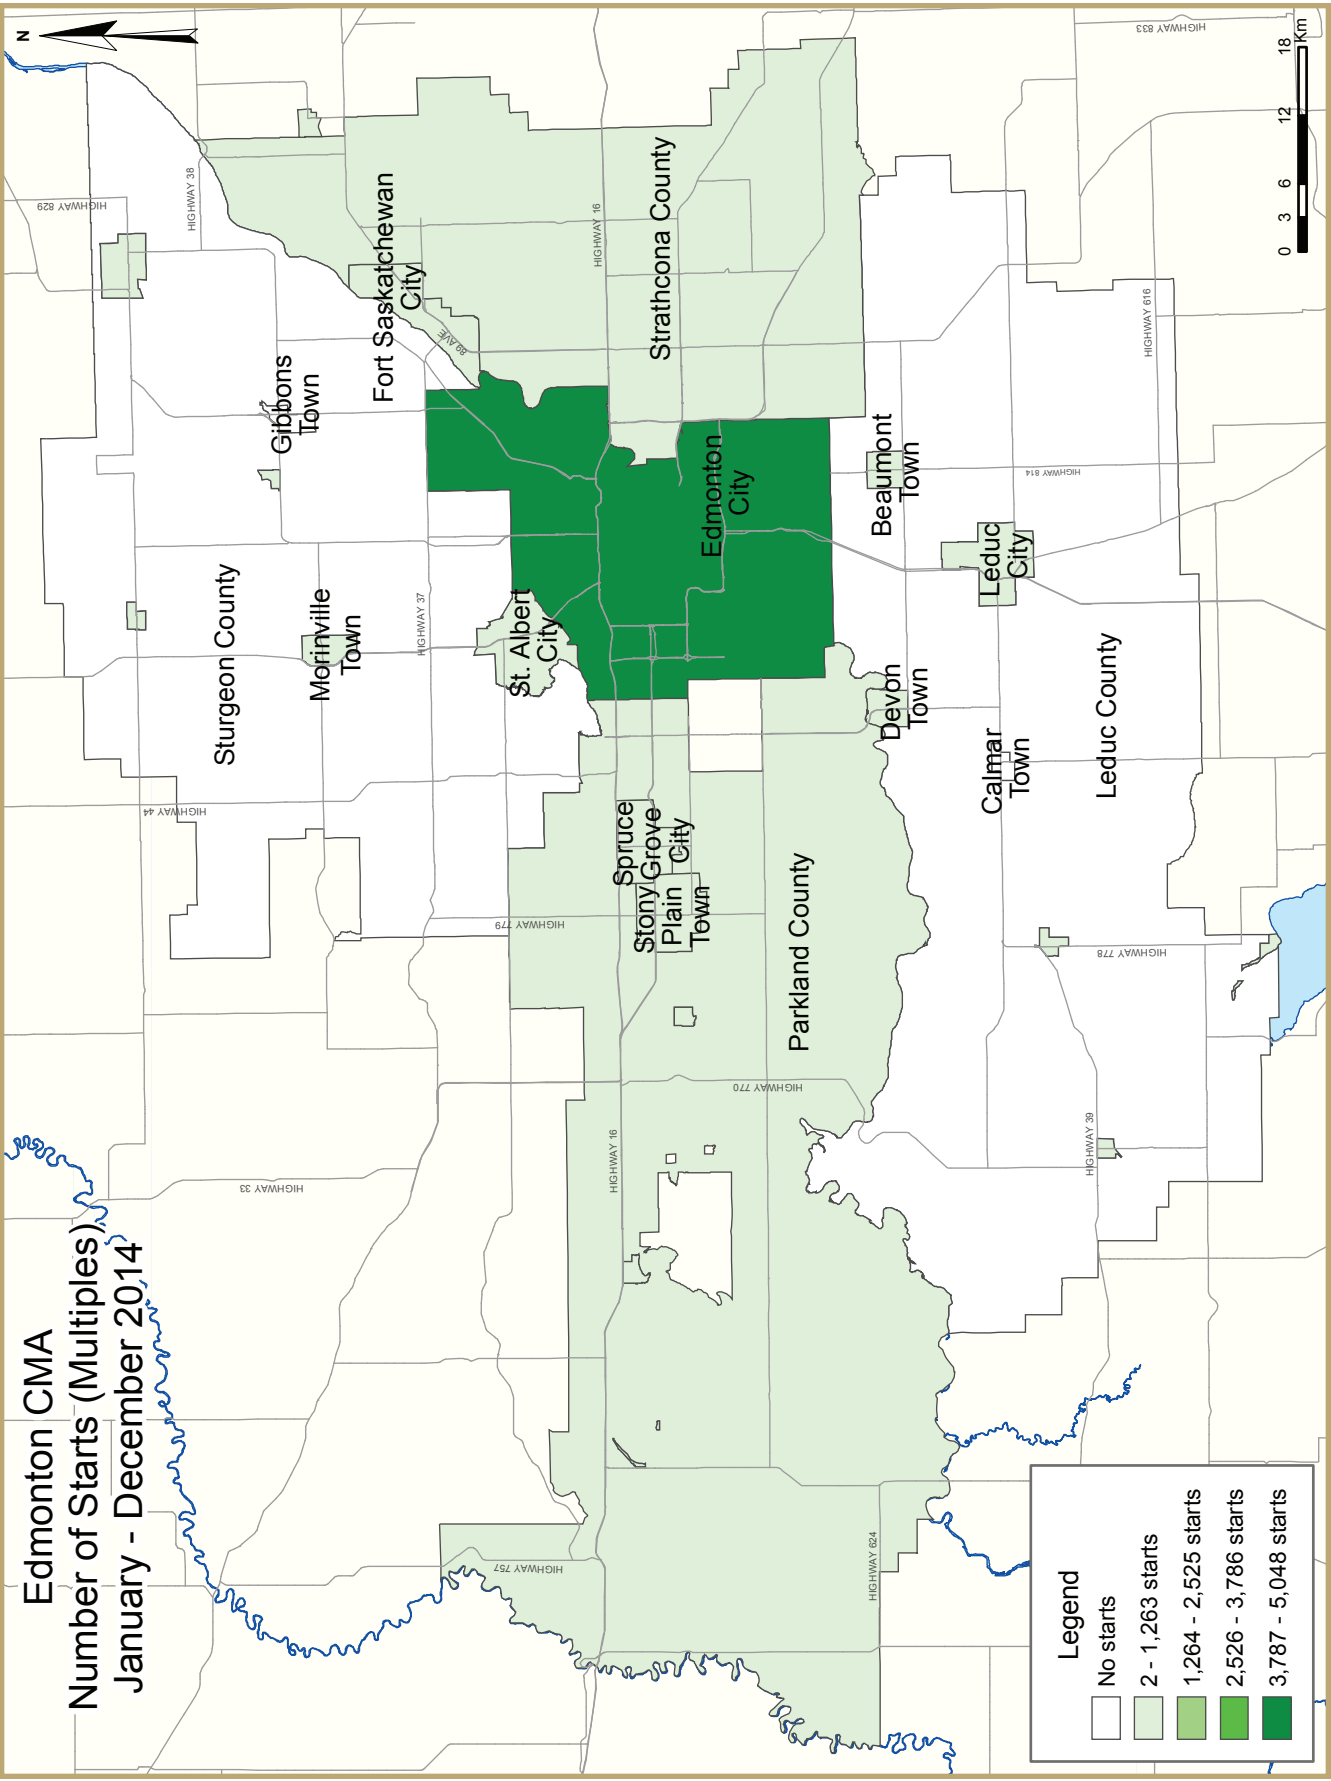 Edmonton CMA
Number of Starts (Multiples)
January - December 2014
N
HIGHWAY 833
HIGHWAY 829
HIGHWAY 38
Fort Saskatchewan
City
89 AVE
HIGHWAY 16
Strathcona County
Gibbons
Town
Sturgeon County
Morinville
Town
HIGHWAY 37
St. Albert
City
Edmonton
City
Beaumont
Town
HIGHWAY 814
HIGHWAY 616
Leduc
City
Devon
Town
Calmar
Town
Leduc County
HIGHWAY 44
HIGHWAY 779
Spruce
Grove
City
Stony
Plain
Town
Parkland County
HIGHWAY 770
HIGHWAY 778
HIGHWAY 39
HIGHWAY 33
HIGHWAY 16
HIGHWAY 757
HIGHWAY 624
0 3 6 12 18
Km
Legend
No starts
2 - 1,263 starts
1,264 - 2,525 starts
2,526 - 3,786 starts
3,787 - 5,048 starts